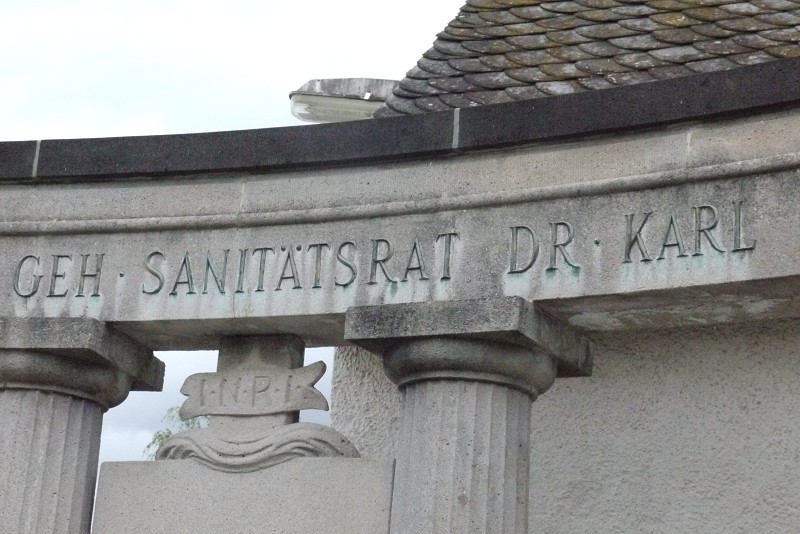 GEH · SANITÄTSRAT DR · KARL
I·N·R·I